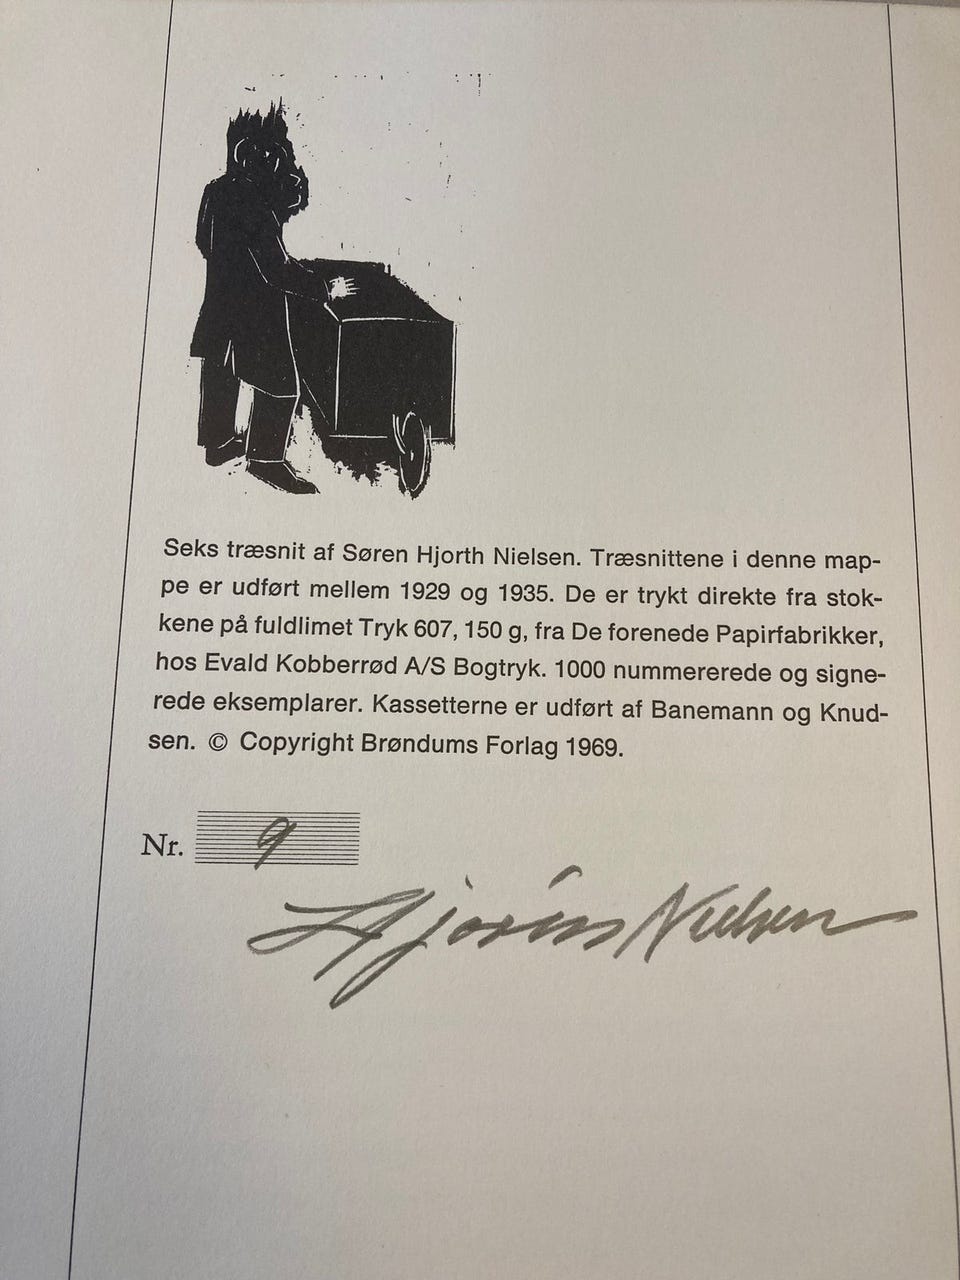 Seks træsnit af Søren Hjorth Nielsen. Træsnittene i denne map-
pe er udført mellem 1929 og 1935. De er trykt direkte fra stok-
kene på fuldlimet Tryk 607, 150 g, fra De forenede Papirfabrikker,
hos Evald Kobberrød A/S Bogtryk. 1000 nummererede og signe-
rede eksemplarer. Kassetterne er udført af Banemann og Knud-
sen. © Copyright Brøndums Forlag 1969.
Nr. 9
Hjorth Nielsen